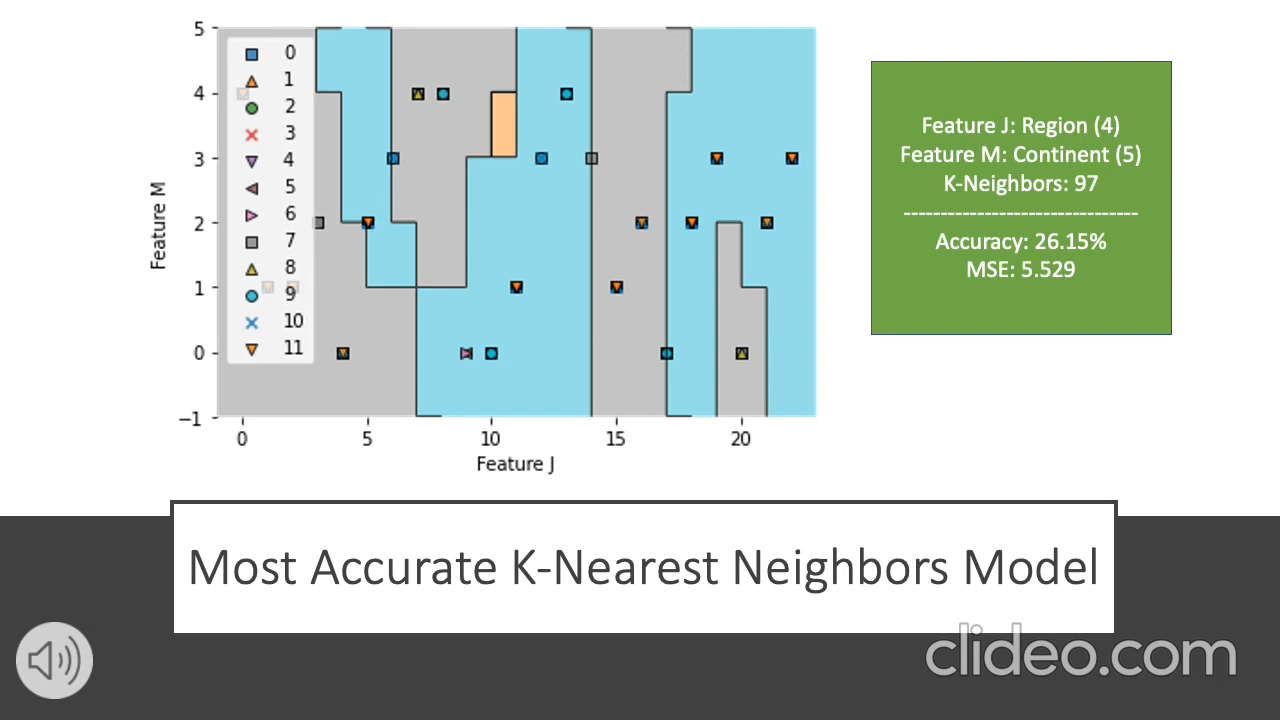 5
4
3
2
1
0
−1
Feature M
0
1
2
3
4
5
6
7
8
9
10
11
0 5 10 15 20
Feature J
Feature J: Region (4)
Feature M: Continent (5)
K-Neighbors: 97
--------------------------------
Accuracy: 26.15%
MSE: 5.529
Most Accurate K-Nearest Neighbors Model
clideo.com